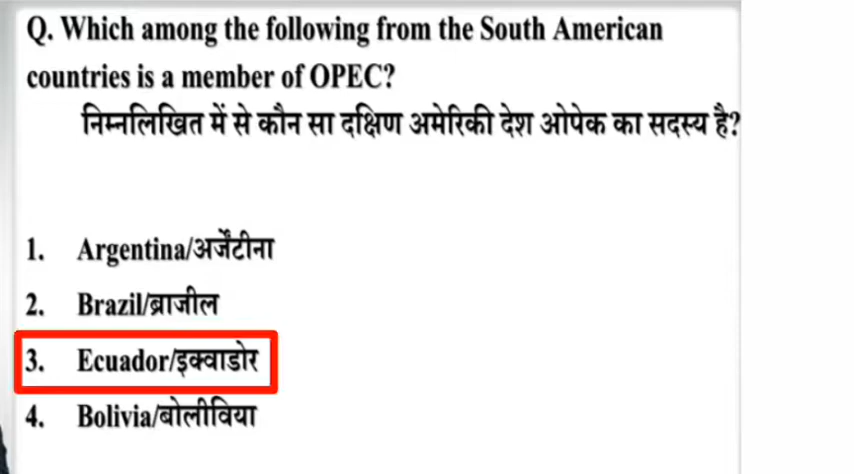 Q. Which among the following from the South American
countries is a member of OPEC?
निम्नलिखित में से कौन सा दक्षिण अमेरिकी देश ओपेक का सदस्य है?
1. Argentina/अर्जेंटीना
2. Brazil/ब्राजील
3. Ecuador/इक्वाडोर
4. Bolivia/बोलीविया